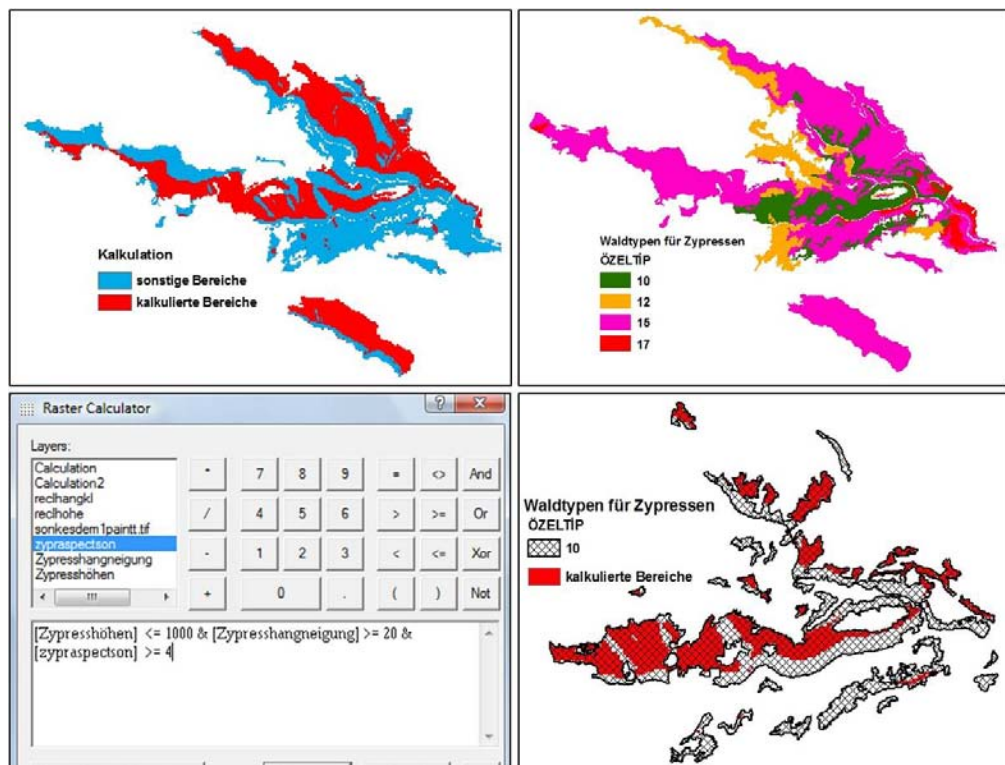 Kalkulation
sonstige Bereiche
kalkulierte Bereiche
Waldtypen für Zypressen
ÖZELTİP
10
12
15
17
Raster Calculator
?
X
Layers:
Calculation
Calculation2
reclhangkl
reclhohe
sonkesdem1paintt.tif
zypraspectson
Zypresshangneigung
Zypresshöhen
* 7 8 9 = <> And
/ 4 5 6 > >= Or
- 1 2 3 < <= Xor
+ 0 . ( ) Not
[Zypresshöhen] <= 1000 & [Zypresshangneigung] >= 20 &
[zypraspectson] >= 4
Waldtypen für Zypressen
ÖZELTİP
10
kalkulierte Bereiche